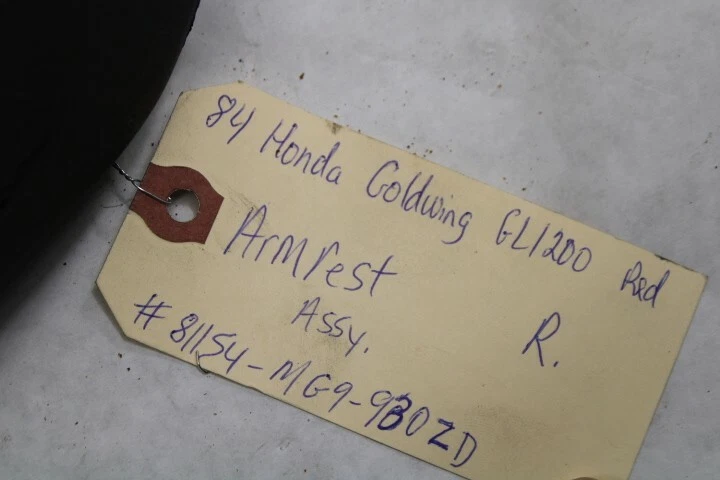 84 Honda Goldwing GL1200 Red
Armrest
Assy. R.
# 81154-MG9-930ZD